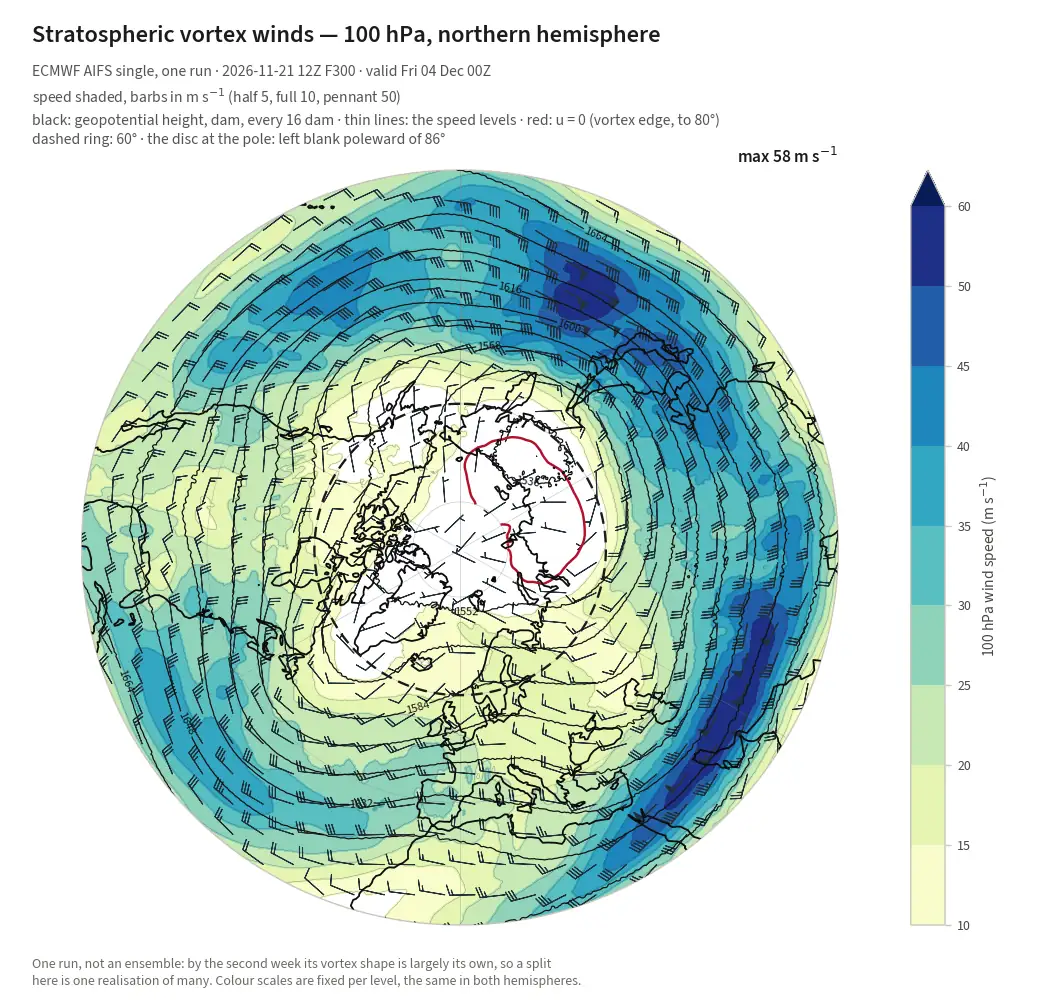 Stratospheric vortex winds — 100 hPa, northern hemisphere
ECMWF AIFS single, one run · 2026-11-21 12Z F300 · valid Fri 04 Dec 00Z
speed shaded, barbs in m s⁻¹ (half 5, full 10, pennant 50)
black: geopotential height, dam, every 16 dam · thin lines: the speed levels · red: u = 0 (vortex edge, to 80°)
dashed ring: 60° · the disc at the pole: left blank poleward of 86°
max 58 m s⁻¹
1664
1616
1600
1568
1536
1552
1584
1664
60
50
45
40
35
30
25
20
15
10
100 hPa wind speed (m s⁻¹)
One run, not an ensemble: by the second week its vortex shape is largely its own, so a split
here is one realisation of many. Colour scales are fixed per level, the same in both hemispheres.